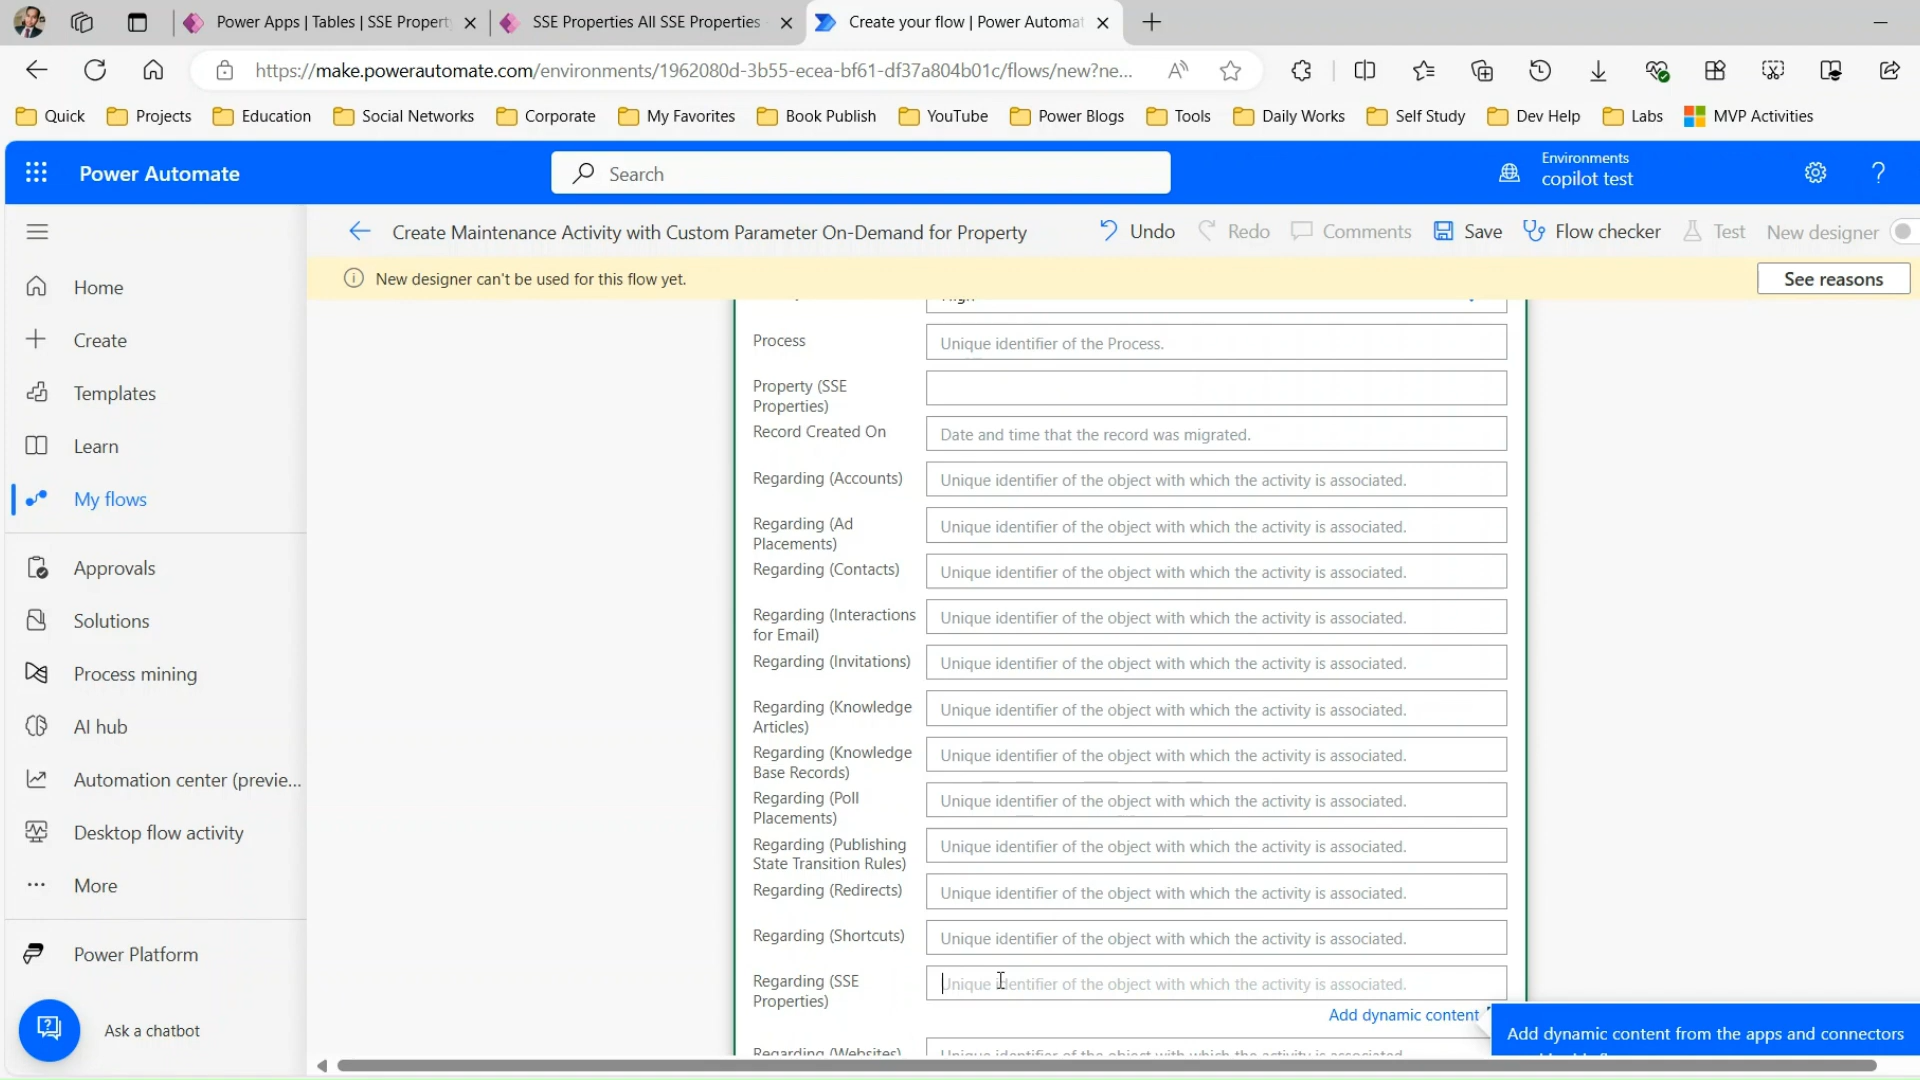 Power Apps | Tables | SSE Propert
SSE Properties All SSE Properties
Create your flow | Power Automat
https://make.powerautomate.com/environments/1962080d-3b55-ecea-bf61-df37a804b01c/flows/new?ne...
Quick
Projects
Education
Social Networks
Corporate
My Favorites
Book Publish
YouTube
Power Blogs
Tools
Daily Works
Self Study
Dev Help
Labs
MVP Activities
Power Automate
Search
Environments
copilot test
Create Maintenance Activity with Custom Parameter On-Demand for Property
Undo
Redo
Comments
Save
Flow checker
Test
New designer
New designer can't be used for this flow yet.
See reasons
Home
Create
Templates
Learn
My flows
Approvals
Solutions
Process mining
AI hub
Automation center (previe...
Desktop flow activity
More
Power Platform
Ask a chatbot
Process
Unique identifier of the Process.
Property (SSE
Properties)
Record Created On
Date and time that the record was migrated.
Regarding (Accounts)
Unique identifier of the object with which the activity is associated.
Regarding (Ad
Placements)
Unique identifier of the object with which the activity is associated.
Regarding (Contacts)
Unique identifier of the object with which the activity is associated.
Regarding (Interactions
for Email)
Unique identifier of the object with which the activity is associated.
Regarding (Invitations)
Unique identifier of the object with which the activity is associated.
Regarding (Knowledge
Articles)
Unique identifier of the object with which the activity is associated.
Regarding (Knowledge
Base Records)
Unique identifier of the object with which the activity is associated.
Regarding (Poll
Placements)
Unique identifier of the object with which the activity is associated.
Regarding (Publishing
State Transition Rules)
Unique identifier of the object with which the activity is associated.
Regarding (Redirects)
Unique identifier of the object with which the activity is associated.
Regarding (Shortcuts)
Unique identifier of the object with which the activity is associated.
Regarding (SSE
Properties)
Unique identifier of the object with which the activity is associated.
Add dynamic content
Add dynamic content from the apps and connectors
Regarding (Websites)
Unique identifier of the object with which the activity is associated.